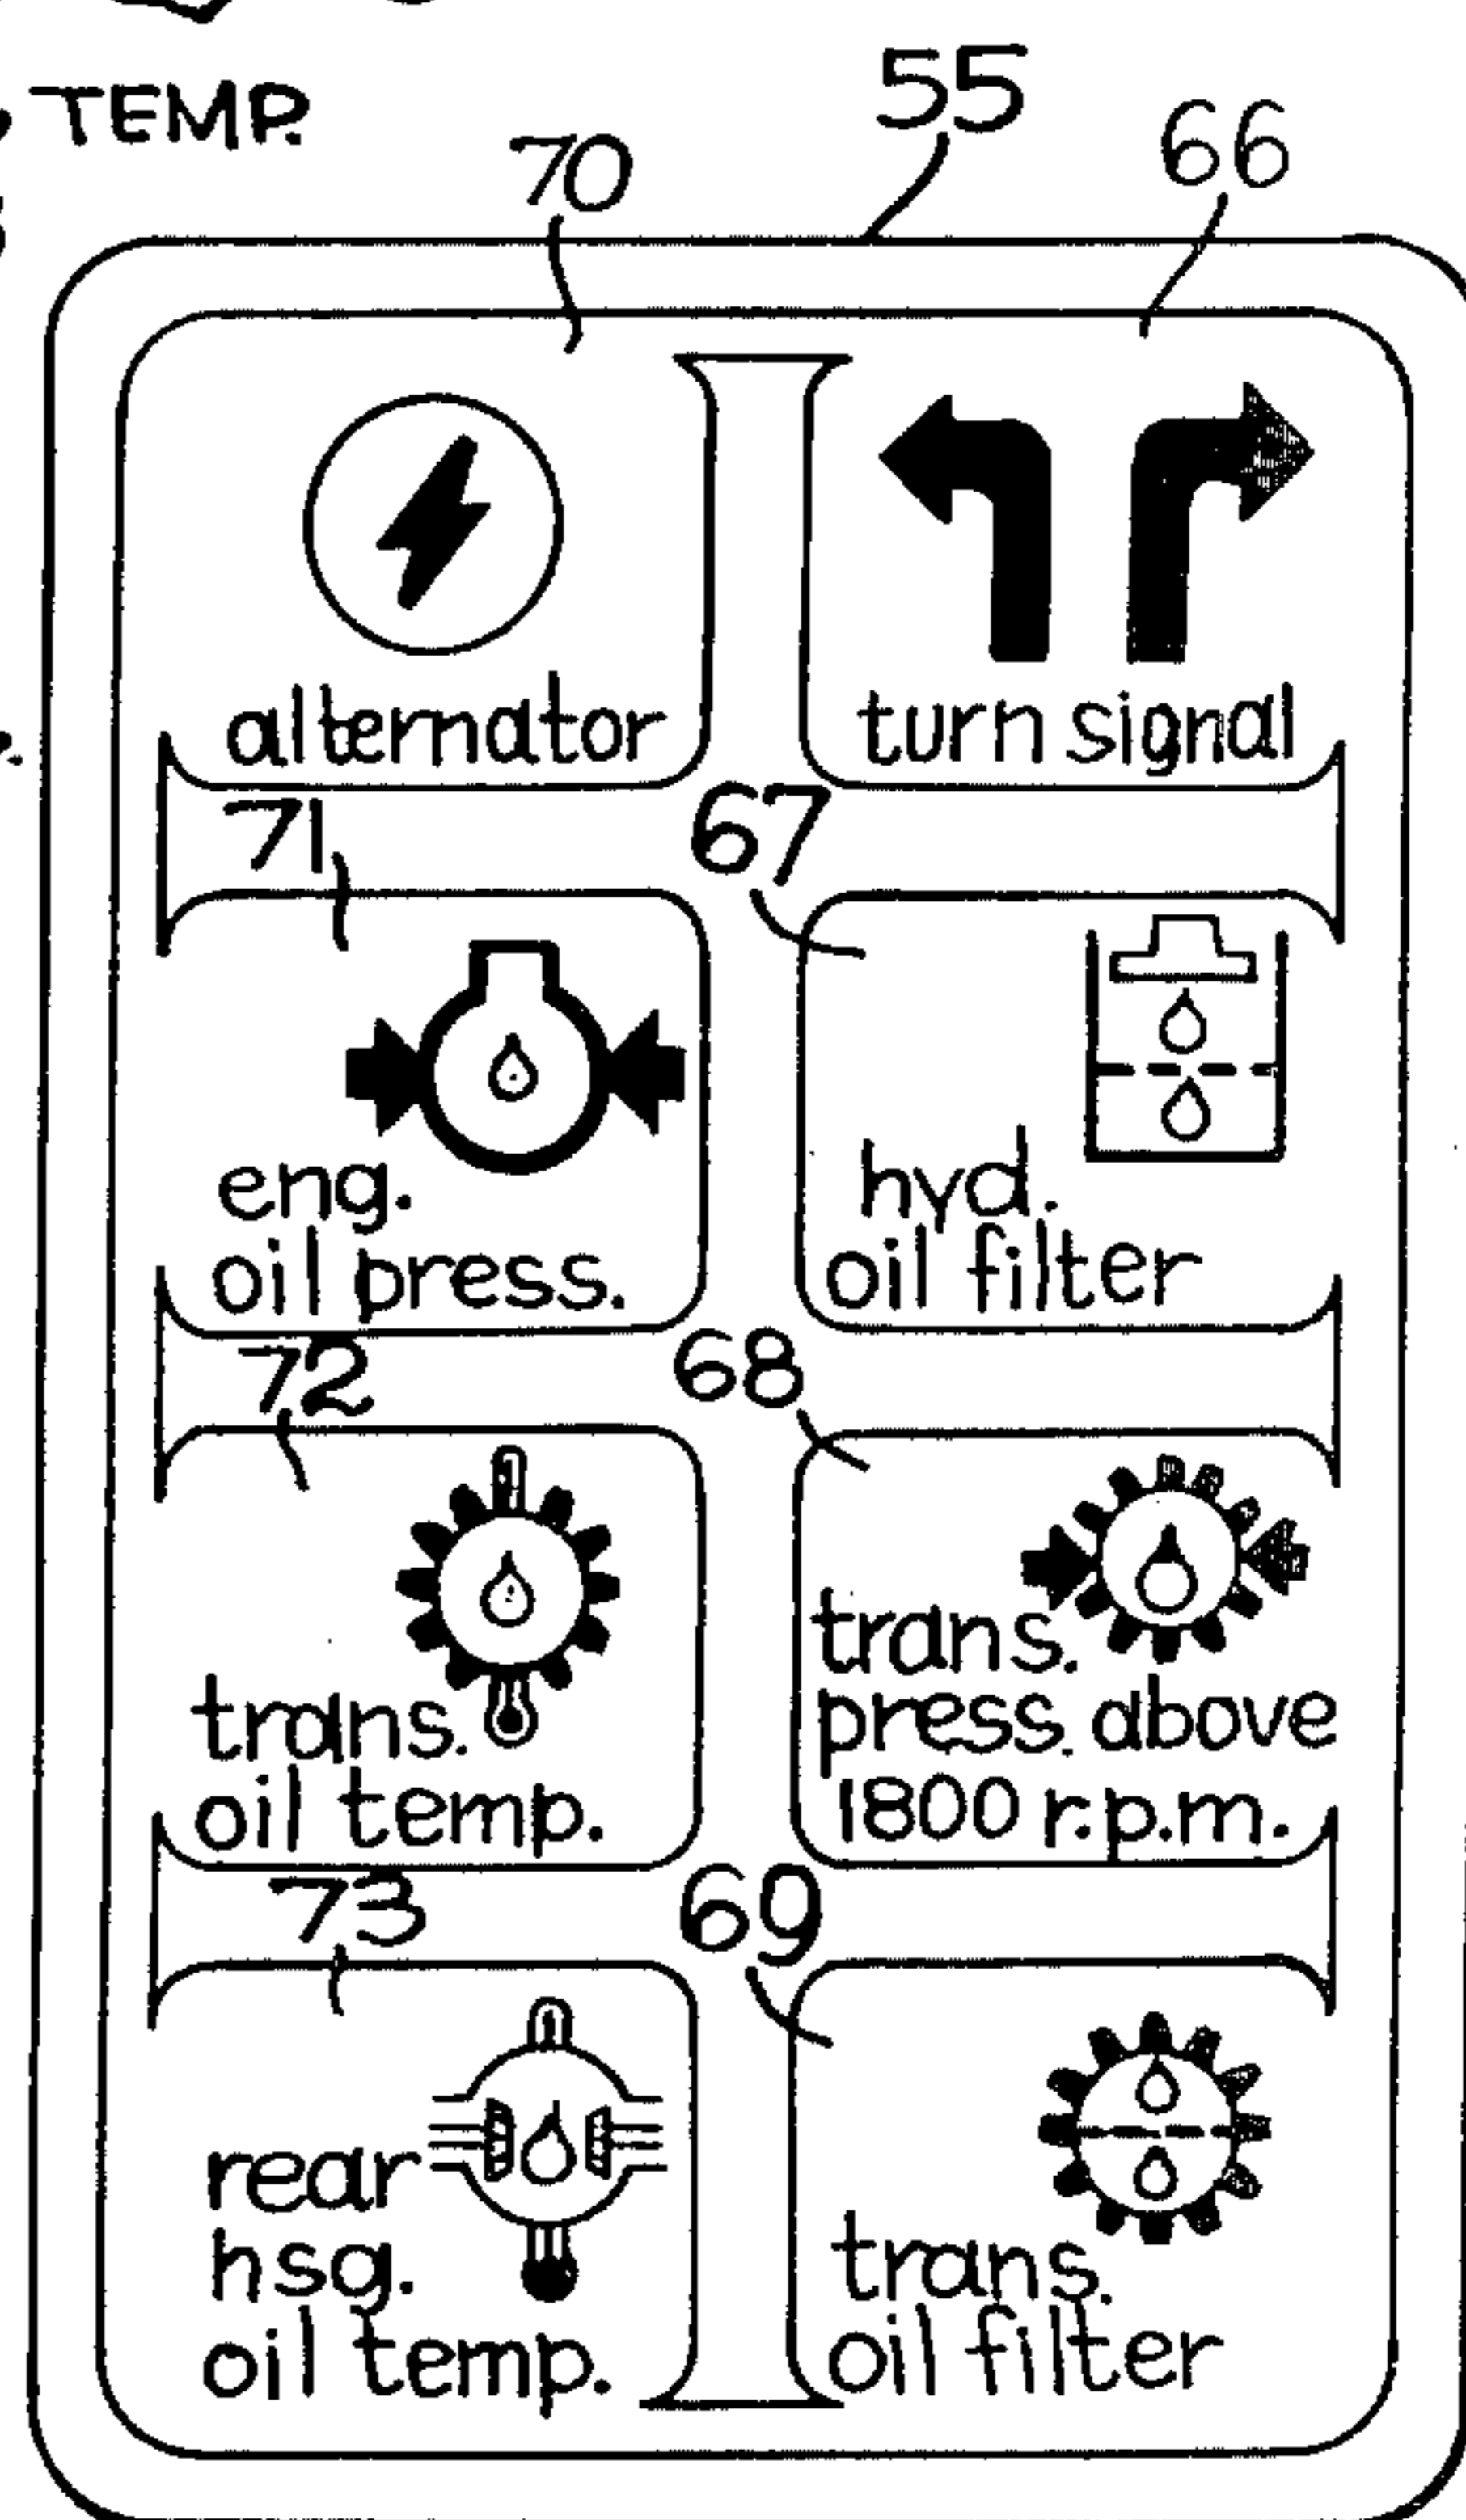 TEMP.
55
70
66
alternator
turn signal
71
67
eng.
oil press.
hyd.
oil filter
72
68
trans.
oil temp.
trans.
press. above
1800 r.p.m.
73
69
rear
hsg.
oil temp.
trans.
oil filter